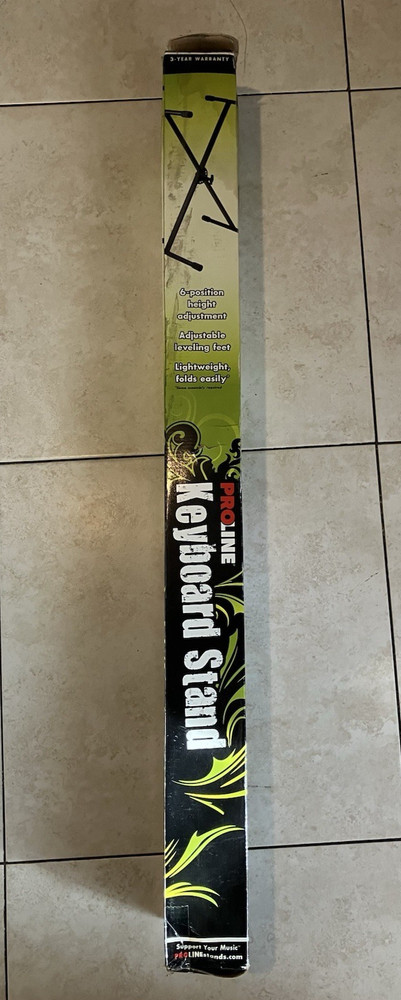 3-YEAR WARRANTY
6-position
height
adjustment
Adjustable
leveling feet
Lightweight,
folds easily*
PROLINE
Keyboard Stand
Support Your Music™
PROLINEstands.com